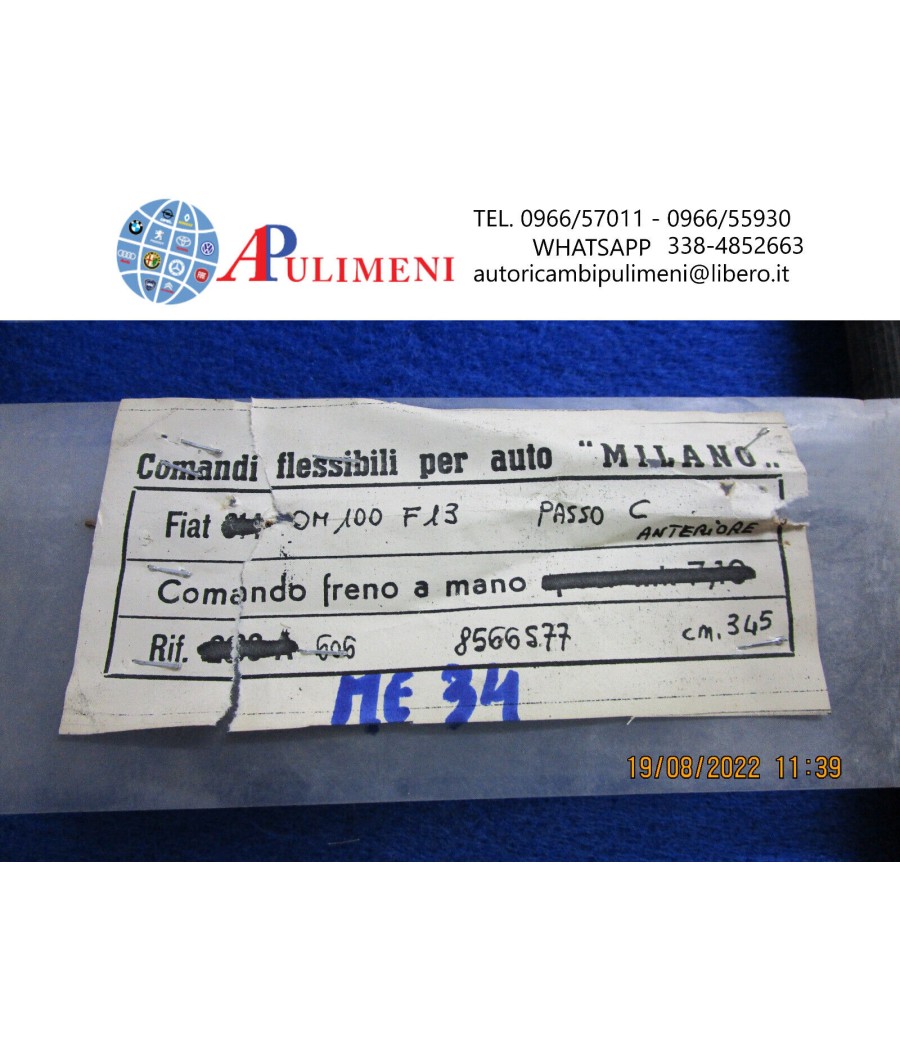 APULIMENI
TEL. 0966/57011 - 0966/55930
WHATSAPP 338-4852663
autoricambipulimeni@libero.it
Comandi flessibili per auto "MILANO"
Fiat OM 100 F13 PASSO C
ANTERIORE
Comando freno a mano
Rif. 8566577 cm. 345
ME 34
19/08/2022 11:39